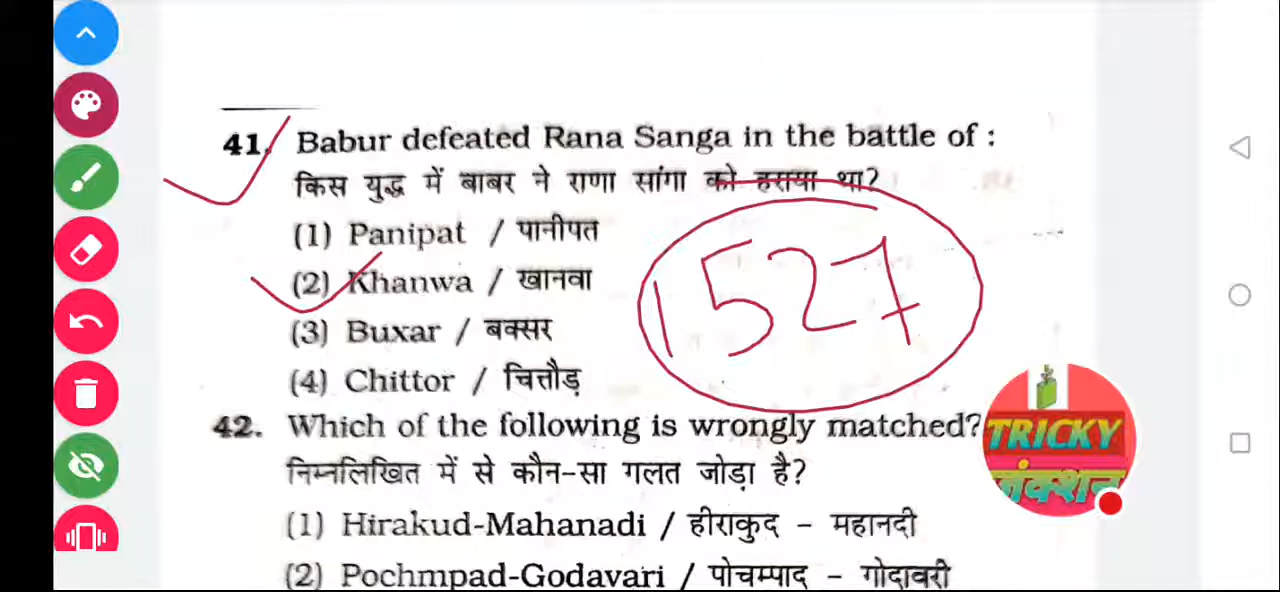 41. Babur defeated Rana Sanga in the battle of :
किस युद्ध में बाबर ने राणा सांगा को हराया था?
(1) Panipat / पानीपत
(2) Khanwa / खानवा
1527
(3) Buxar / बक्सर
(4) Chittor / चित्तौड़
42. Which of the following is wrongly matched?
निम्नलिखित में से कौन-सा गलत जोड़ा है?
TRICKY
जंक्शन
(1) Hirakud-Mahanadi / हीराकुद - महानदी
(2) Pochmpad-Godavari / पोचम्पाद - गोदावरी